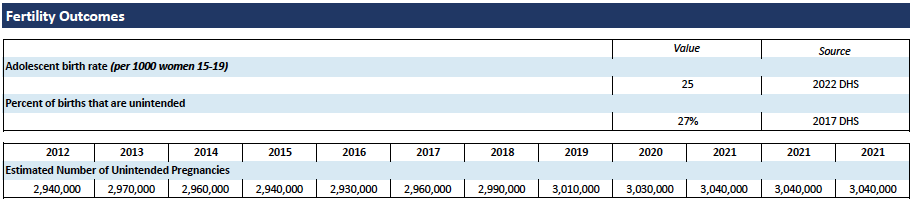 Fertility Outcomes
Value Source
Adolescent birth rate (per 1000 women 15-19)
25 2022 DHS
Percent of births that are unintended
27% 2017 DHS
2012 2013 2014 2015 2016 2017 2018 2019 2020 2021 2021 2021
Estimated Number of Unintended Pregnancies
2,940,000 2,970,000 2,960,000 2,940,000 2,930,000 2,960,000 2,990,000 3,010,000 3,030,000 3,040,000 3,040,000 3,040,000